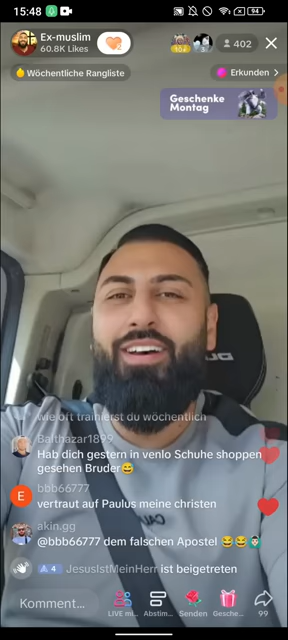 15:48
94
Ex-muslim
60.8K Likes
402
Wöchentliche Rangliste
Erkunden
Geschenke
Montag
wie oft trainierst du wöchentlich
Balthazar1899
Hab dich gestern in venlo Schuhe shoppen
gesehen Bruder😅
E
bbb66777
vertraut auf Paulus meine christen
akin.gg
@bbb66777 dem falschen Apostel 😂😂🤷🏻‍♂️
4 JesusIstMeinHerr ist beigetreten
Kommentar...
LIVE mi...
Abstim...
Senden
Gesche...
99